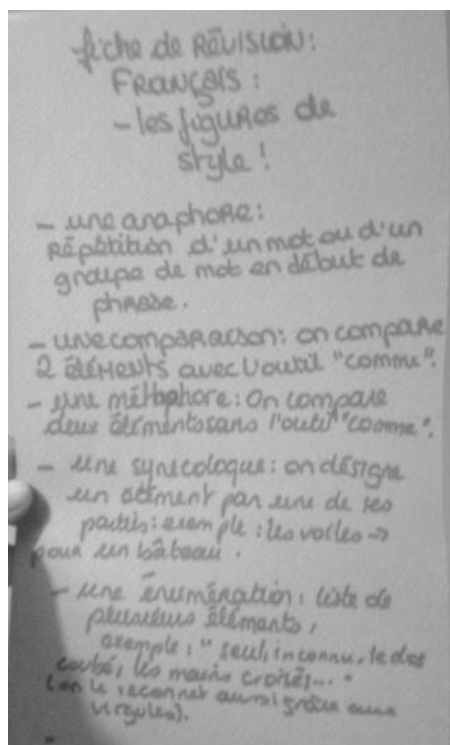 fiche de Révision:
FRANÇAIS:
- les figures de
style!
- une anaphore:
Répétition d'un mot ou d'un
groupe de mot en début de
phrase.
- une comparaison: on compare
2 éléments avec l'outil "comme".
- une métaphore: On compare
deux élements sans l'outil "comme".
- une synecdoque: on désigne
un élément par une de ses
parties: exemple: les voiles →
pour un bâteau.
- une énumération: liste de
plusieurs éléments,
exemple: "seul, inconnu, le dos
courbé, les mains croisées..."
(on le reconnet aussi grâce aux
virgules).